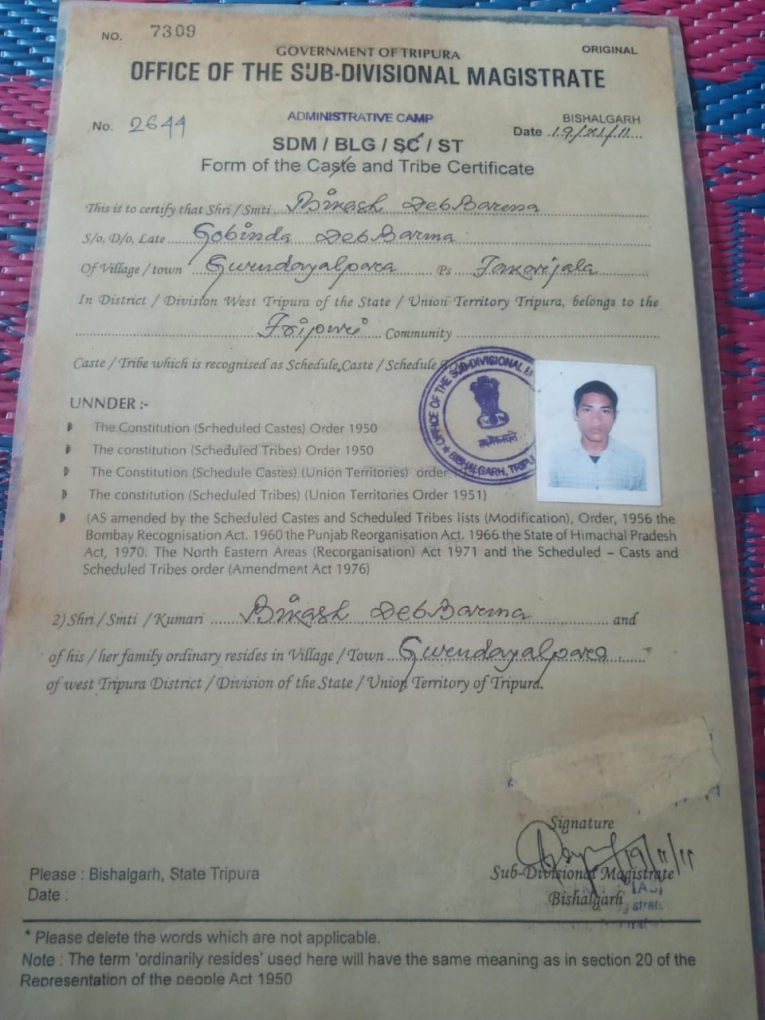 NO. 7309
GOVERNMENT OF TRIPURA
ORIGINAL
OFFICE OF THE SUB-DIVISIONAL MAGISTRATE
No. 2644
ADMINISTRATIVE CAMP
BISHALGARH
Date 19/11/11
SDM / BLG / SC / ST
Form of the Caste and Tribe Certificate
This is to certify that Shri / Smti Bikash DebBarma
S/o, D/o, Late Gobinda DebBarma
Of Village / town Gurudayalpara Ps Takarjala
In District / Division West Tripura of the State / Union Territory Tripura, belongs to the
Tripuri Community
Caste / Tribe which is recognised as Schedule, Caste / Schedule
OFFICE OF THE SUB-DIVISIONAL
BISHALGARH, TRIPU
UNNDER :-
The Constitution (Scheduled Castes) Order 1950
The constitution (Scheduled Tribes) Order 1950
The Constitution (Schedule Castes) (Union Territories) order
The constitution (Scheduled Tribes) (Union Territories Order 1951)
(AS amended by the Scheduled Castes and Scheduled Tribes lists (Modification), Order, 1956 the
Bombay Recognisation Act. 1960 the Punjab Reorganisation Act. 1966 the State of Himachal Pradesh
Act, 1970. The North Eastern Areas (Recorganisation) Act 1971 and the Scheduled – Casts and
Scheduled Tribes order (Amendment Act 1976)
2) Shri / Smti / Kumari Bikash DebBarma and
of his / her family ordinary resides in Village / Town Gurudayalpara
of west Tripura District / Division of the State / Union Territory of Tripura.
Signature
19/11/11
Please : Bishalgarh, State Tripura
Sub-Divisional Magistrate
Date :
Bishalgarh
* Please delete the words which are not applicable.
Note : The term 'ordinarily resides' used here will have the same meaning as in section 20 of the
Representation of the people Act 1950